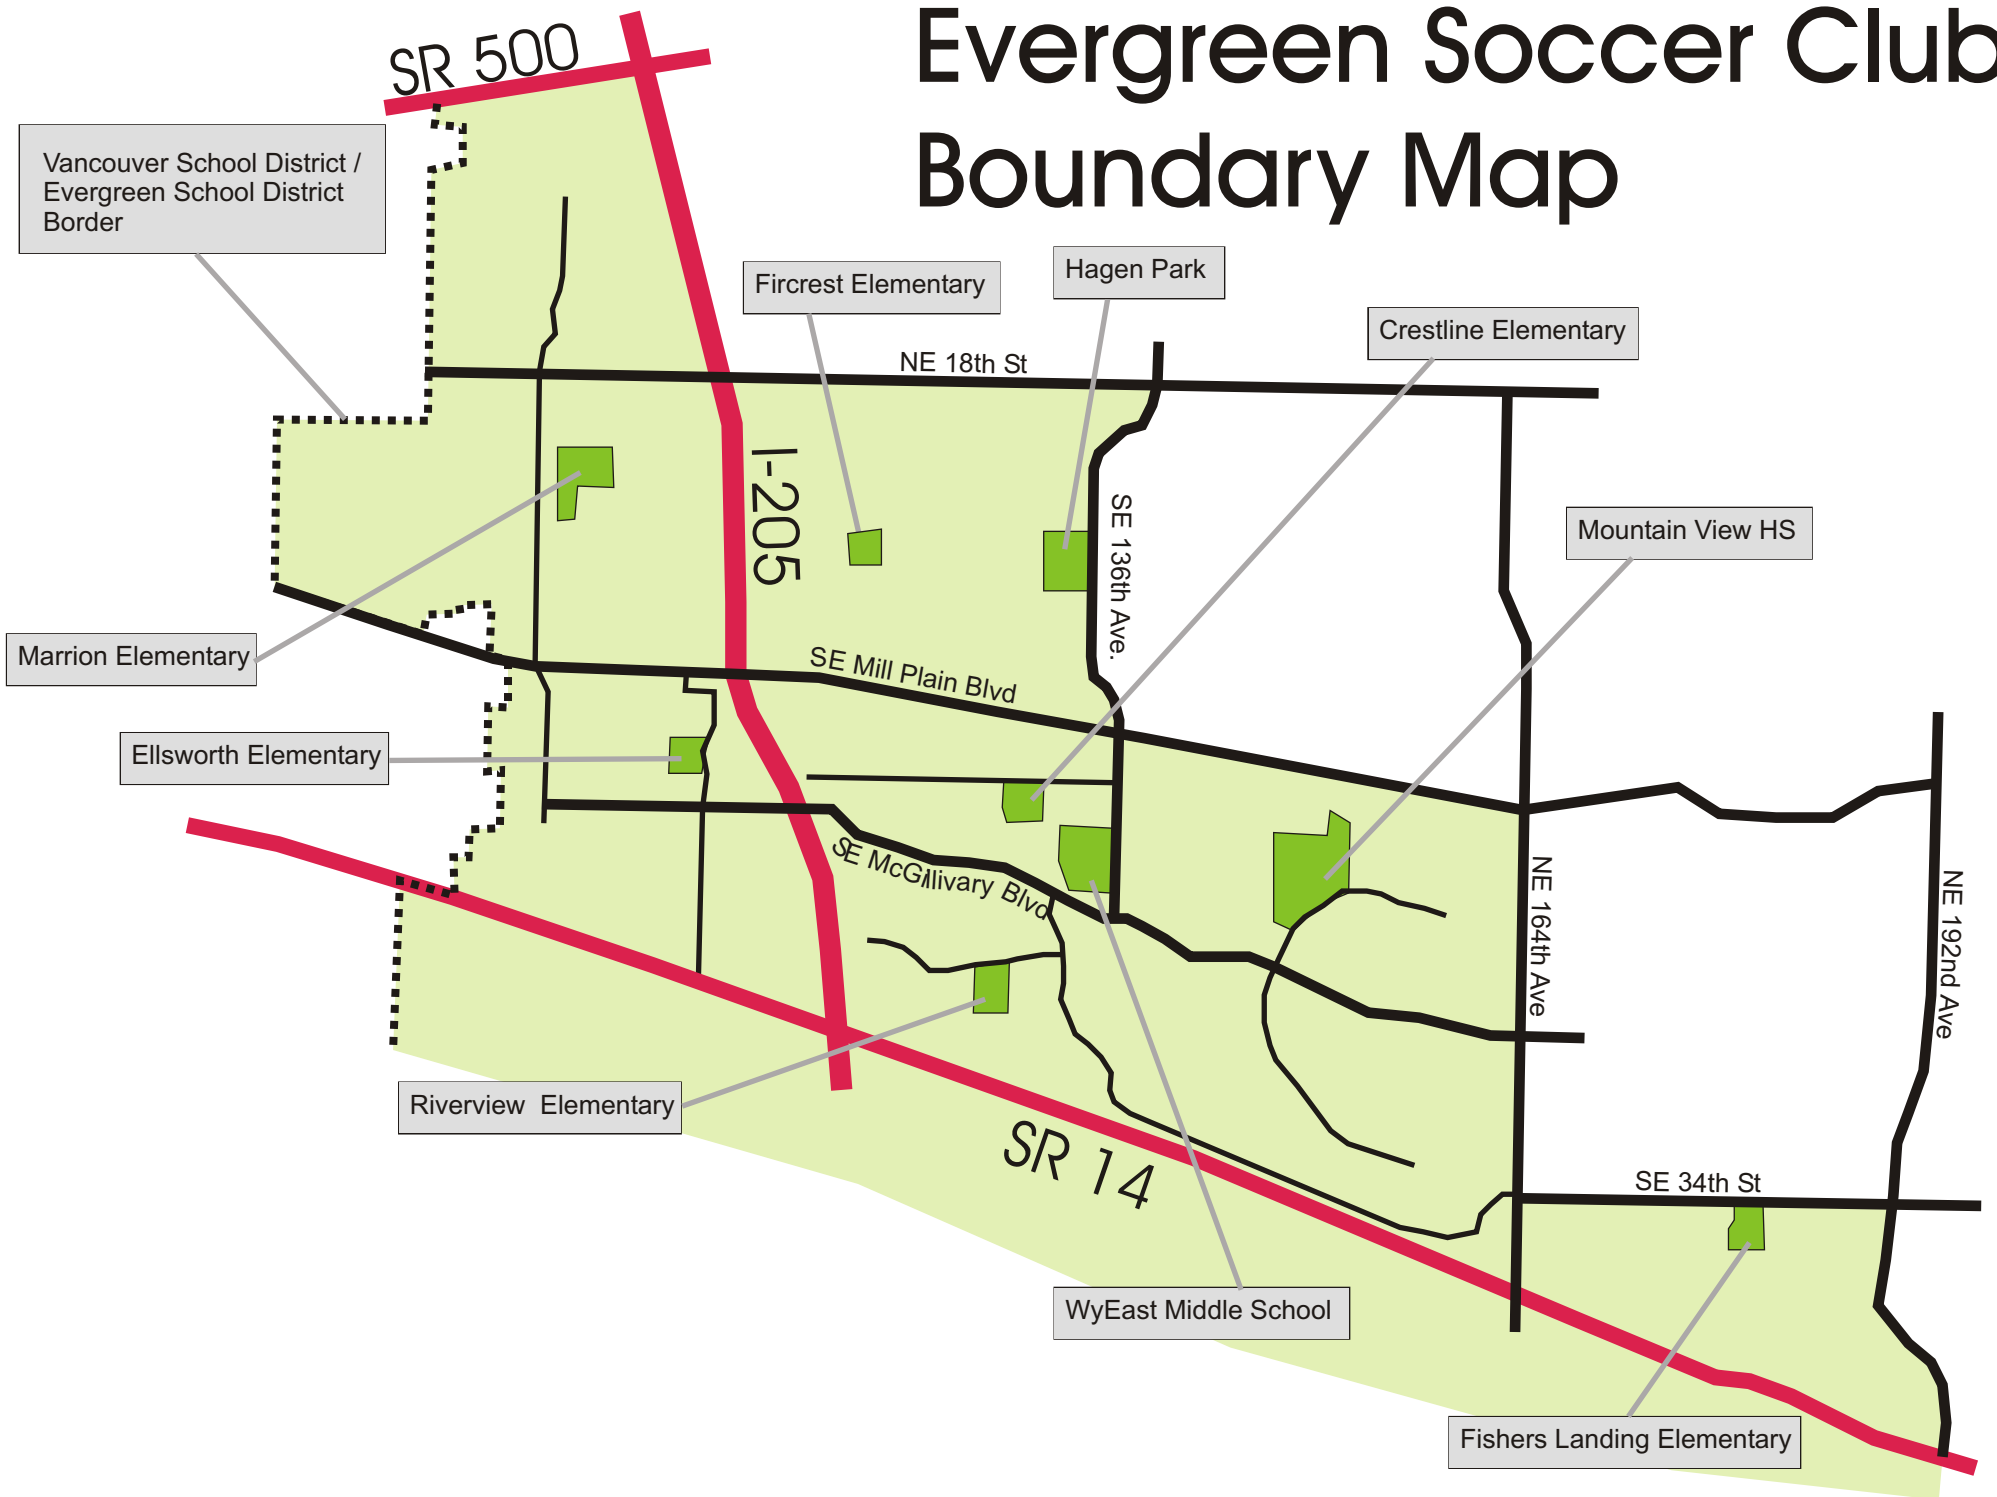 Evergreen Soccer Club
Boundary Map
SR 500
Vancouver School District /
Evergreen School District
Border
Fircrest Elementary
Hagen Park
Crestline Elementary
NE 18th St
I-205
SE 136th Ave.
Mountain View HS
Marrion Elementary
SE Mill Plain Blvd
Ellsworth Elementary
SE McGillivary Blvd
NE 164th Ave
NE 192nd Ave
Riverview Elementary
SR 14
SE 34th St
WyEast Middle School
Fishers Landing Elementary